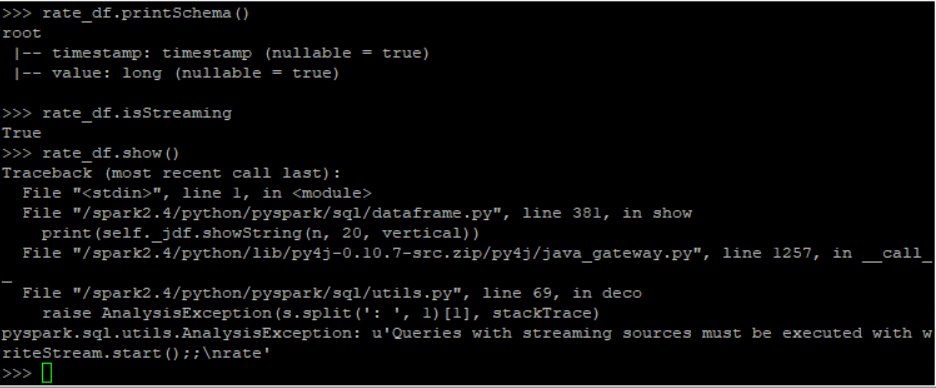 >>> rate_df.printSchema()
root
 |-- timestamp: timestamp (nullable = true)
 |-- value: long (nullable = true)

>>> rate_df.isStreaming
True
>>> rate_df.show()
Traceback (most recent call last):
  File "<stdin>", line 1, in <module>
  File "/spark2.4/python/pyspark/sql/dataframe.py", line 381, in show
    print(self._jdf.showString(n, 20, vertical))
  File "/spark2.4/python/lib/py4j-0.10.7-src.zip/py4j/java_gateway.py", line 1257, in __call_
_
  File "/spark2.4/python/pyspark/sql/utils.py", line 69, in deco
    raise AnalysisException(s.split(': ', 1)[1], stackTrace)
pyspark.sql.utils.AnalysisException: u'Queries with streaming sources must be executed with w
riteStream.start();;\nrate'
>>>